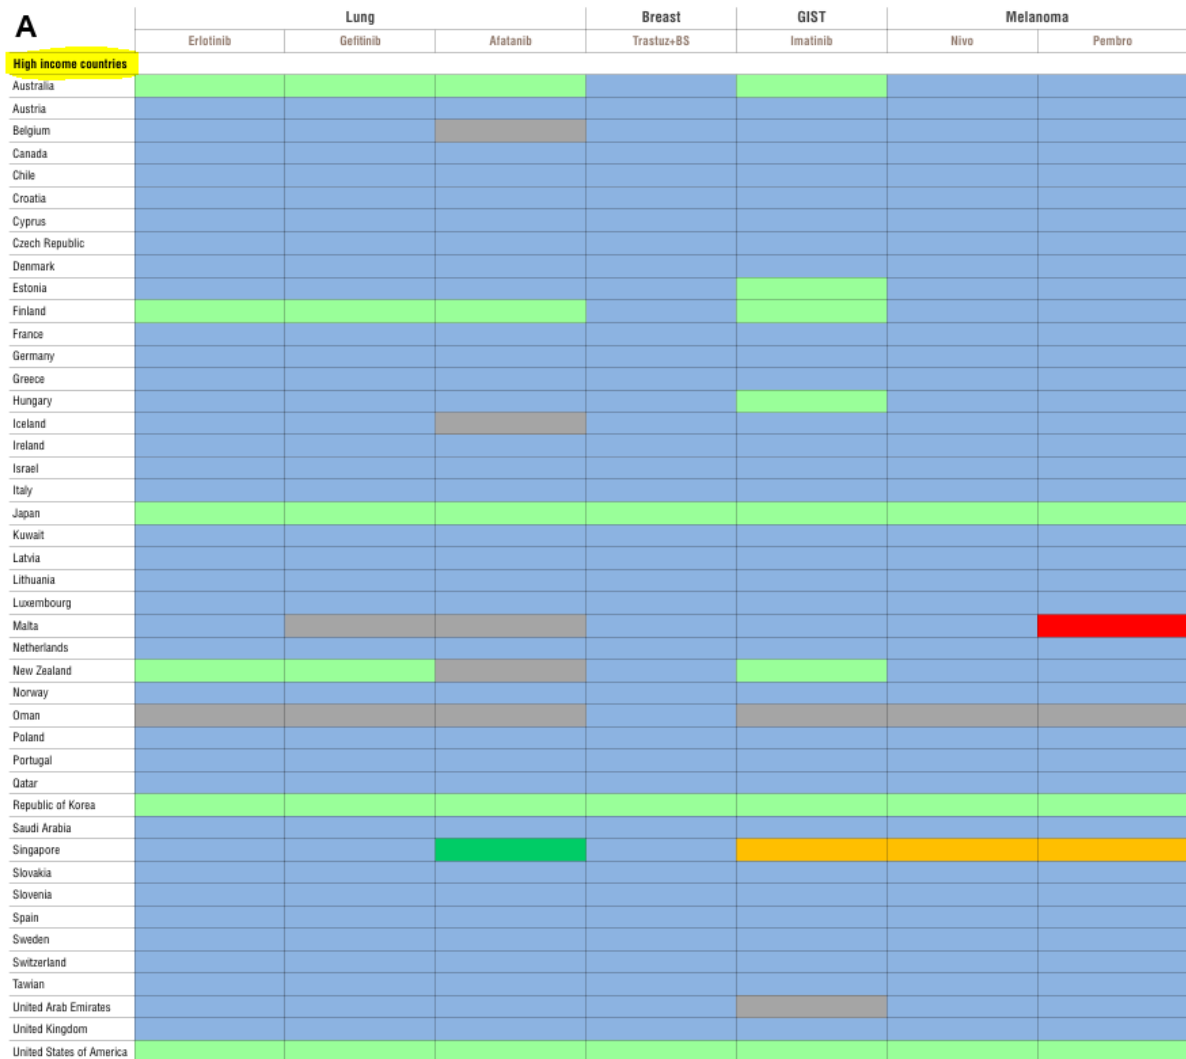 A
Lung Breast GIST Melanoma
Erlotinib Gefitinib Afatanib Trastuz+BS Imatinib Nivo Pembro
High income countries
Australia
Austria
Belgium
Canada
Chile
Croatia
Cyprus
Czech Republic
Denmark
Estonia
Finland
France
Germany
Greece
Hungary
Iceland
Ireland
Israel
Italy
Japan
Kuwait
Latvia
Lithuania
Luxembourg
Malta
Netherlands
New Zealand
Norway
Oman
Poland
Portugal
Qatar
Republic of Korea
Saudi Arabia
Singapore
Slovakia
Slovenia
Spain
Sweden
Switzerland
Tawian
United Arab Emirates
United Kingdom
United States of America